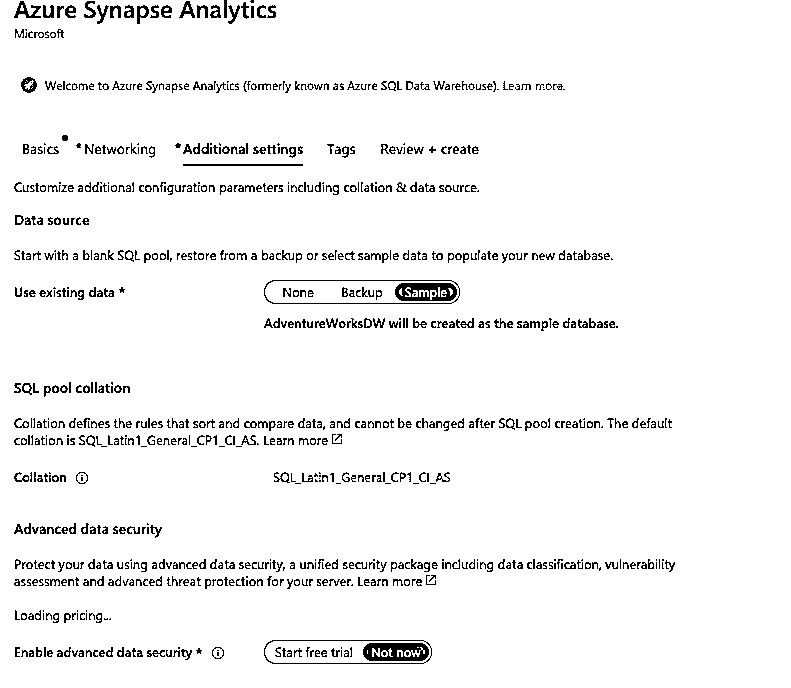 Azure Synapse Analytics
Microsoft
Welcome to Azure Synapse Analytics (formerly known as Azure SQL Data Warehouse). Learn more.
Basics * Networking * Additional settings Tags Review + create
Customize additional configuration parameters including collation & data source.
Data source
Start with a blank SQL pool, restore from a backup or select sample data to populate your new database.
Use existing data * None Backup Sample
AdventureWorksDW will be created as the sample database.
SQL pool collation
Collation defines the rules that sort and compare data, and cannot be changed after SQL pool creation. The default
collation is SQL_Latin1_General_CP1_CI_AS. Learn more
Collation SQL_Latin1_General_CP1_CI_AS
Advanced data security
Protect your data using advanced data security, a unified security package including data classification, vulnerability
assessment and advanced threat protection for your server. Learn more
Loading pricing...
Enable advanced data security * Start free trial Not now